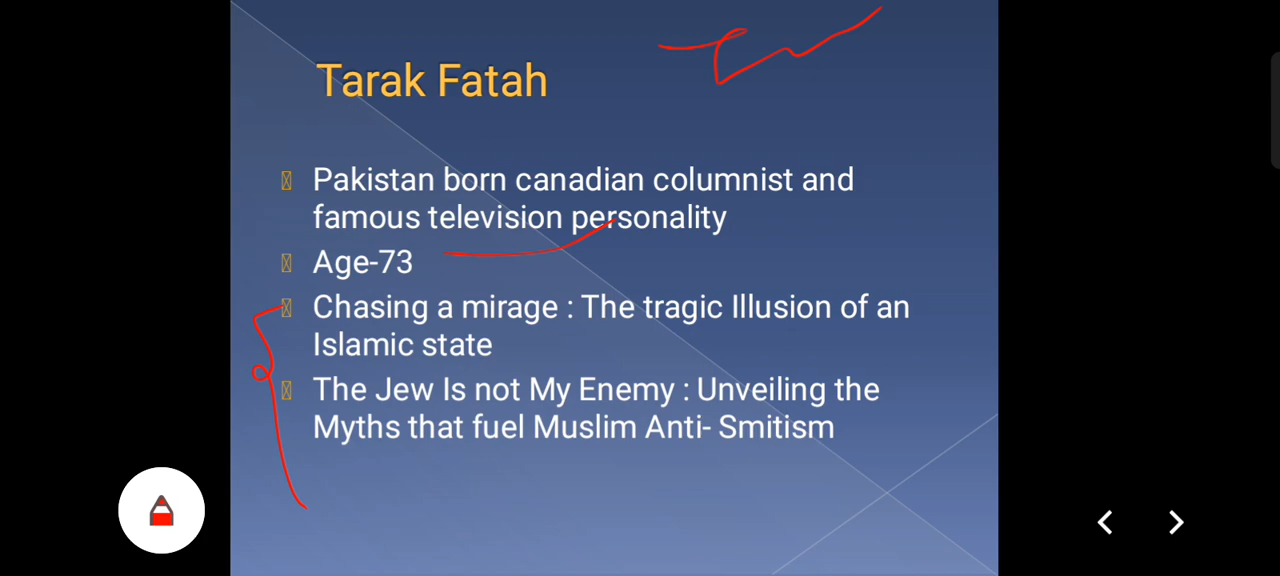 Tarak Fatah
Pakistan born canadian columnist and
famous television personality
Age-73
Chasing a mirage : The tragic Illusion of an
Islamic state
The Jew Is not My Enemy : Unveiling the
Myths that fuel Muslim Anti- Smitism